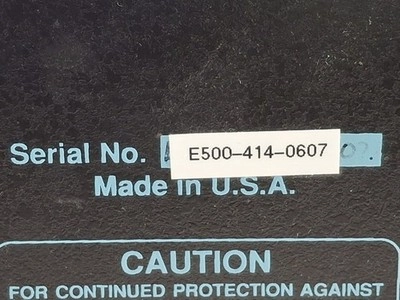 Serial No. E500-414-0607
Made in U.S.A.
CAUTION
FOR CONTINUED PROTECTION AGAINST